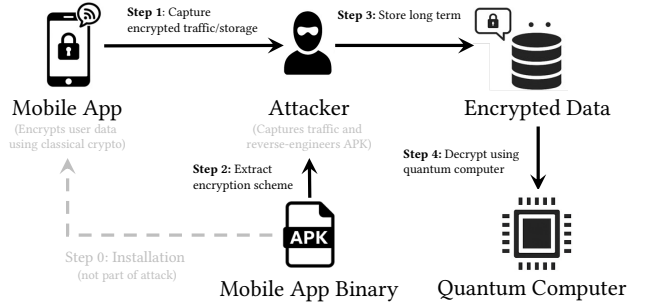 Step 1: Capture
encrypted traffic/storage
Step 3: Store long term
Mobile App
(Encrypts user data
using classical crypto)
Attacker
(Captures traffic and
reverse-engineers APK)
Encrypted Data
Step 2: Extract
encryption scheme
Step 4: Decrypt using
quantum computer
APK
Step 0: Installation
(not part of attack)
Mobile App Binary
Quantum Computer